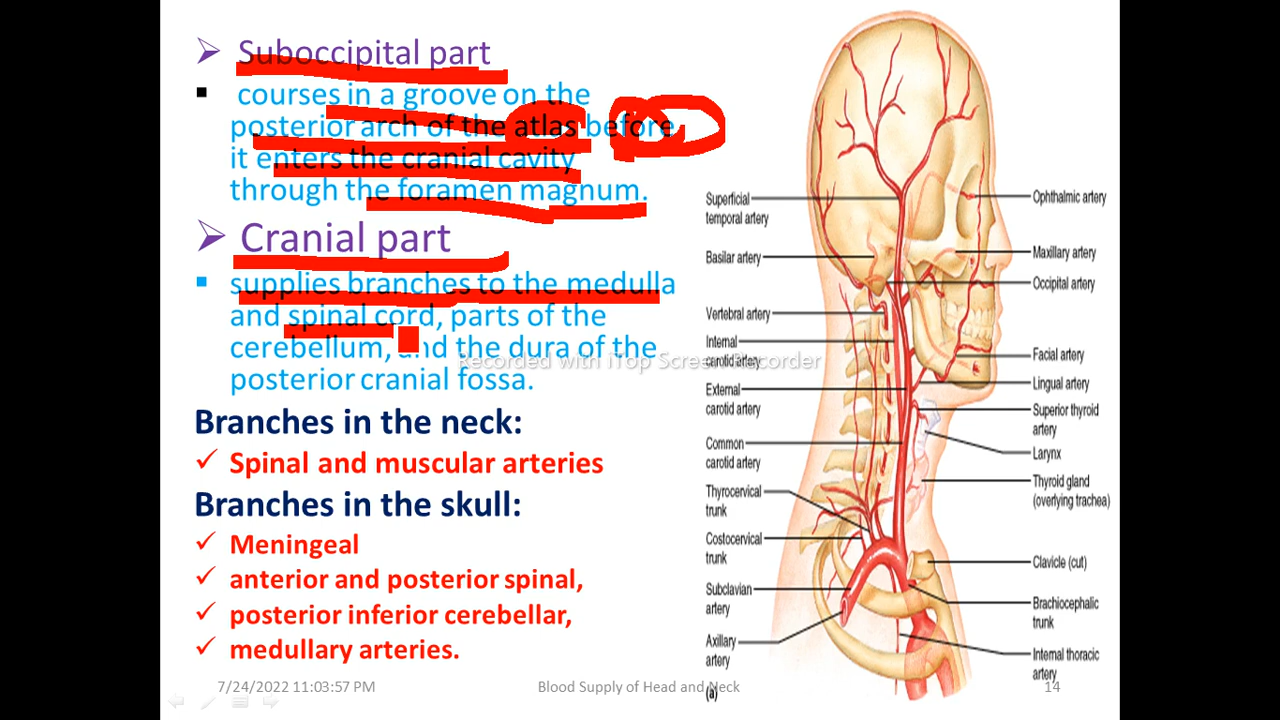 ➢ Suboccipital part
▪ courses in a groove on the
posterior arch of the atlas before
it enters the cranial cavity
through the foramen magnum.
➢ Cranial part
▪ supplies branches to the medulla
and spinal cord, parts of the
cerebellum, and the dura of the
posterior cranial fossa.
Branches in the neck:
✓ Spinal and muscular arteries
Branches in the skull:
✓ Meningeal
✓ anterior and posterior spinal,
✓ posterior inferior cerebellar,
✓ medullary arteries.
Superficial
temporal artery
Basilar artery
Vertebral artery
Internal
carotid artery
External
carotid artery
Common
carotid artery
Thyrocervical
trunk
Costocervical
trunk
Subclavian
artery
Axillary
artery
Ophthalmic artery
Maxillary artery
Occipital artery
Facial artery
Lingual artery
Superior thyroid
artery
Larynx
Thyroid gland
(overlying trachea)
Clavicle (cut)
Brachiocephalic
trunk
Internal thoracic
artery
(a)
Recorded with iTop Screen Recorder
7/24/2022 11:03:57 PM
Blood Supply of Head and Neck
14